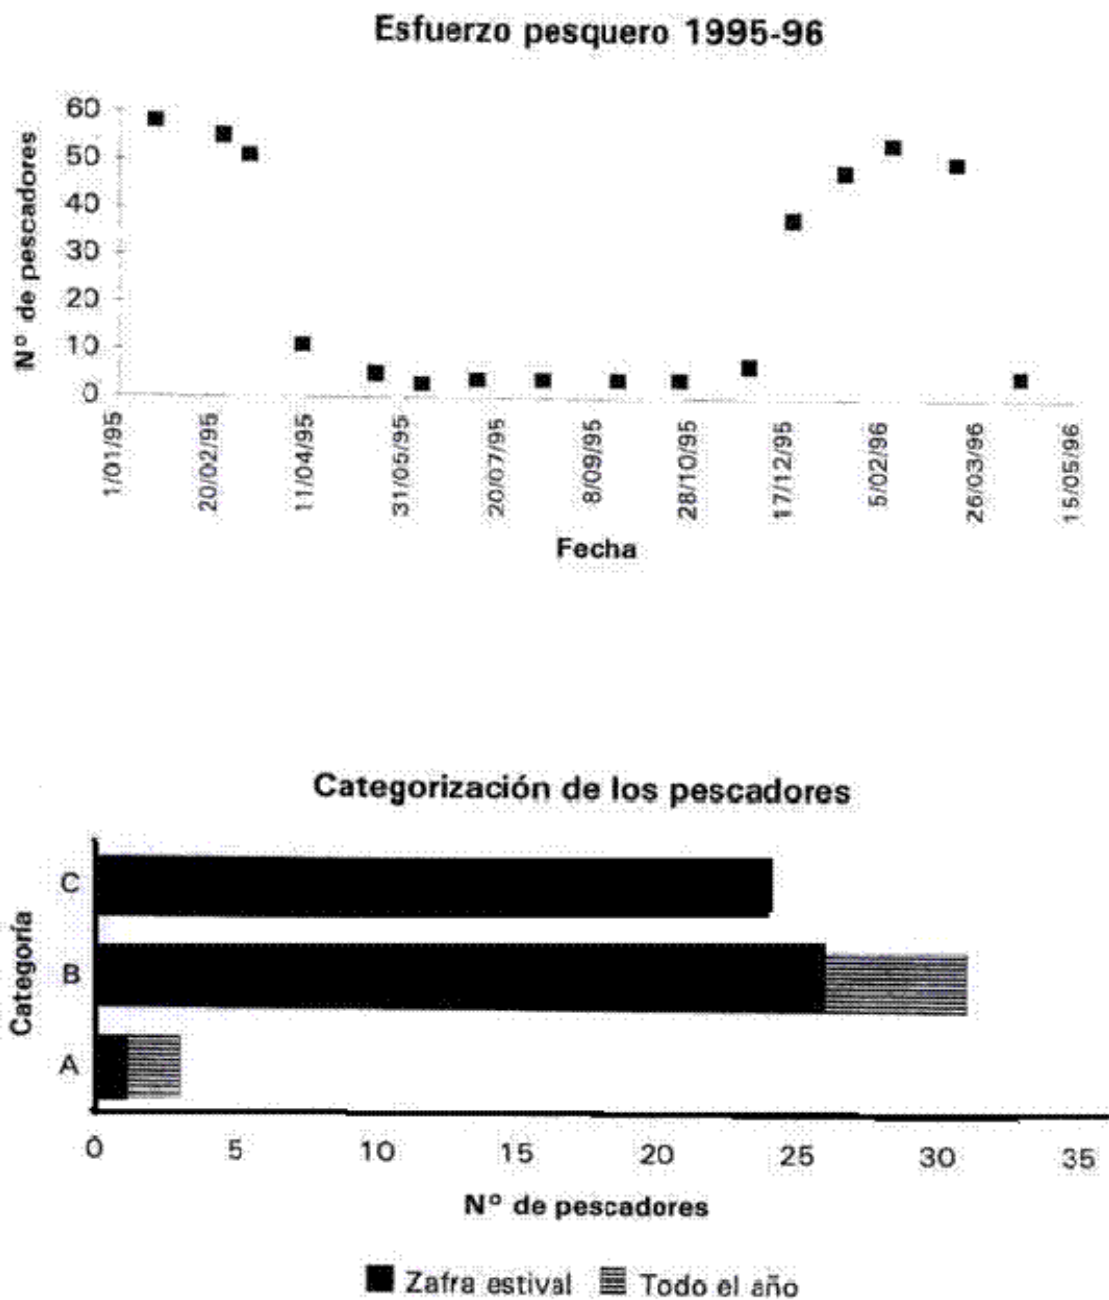 Esfuerzo pesquero 1995-96
Nº de pescadores
60
50
40
30
20
10
0
1/01/95
20/02/95
11/04/95
31/05/95
20/07/95
8/09/95
28/10/95
17/12/95
5/02/96
26/03/96
15/05/96
Fecha
Categorización de los pescadores
Categoría
C
B
A
0 5 10 15 20 25 30 35
Nº de pescadores
Zafra estival Todo el año